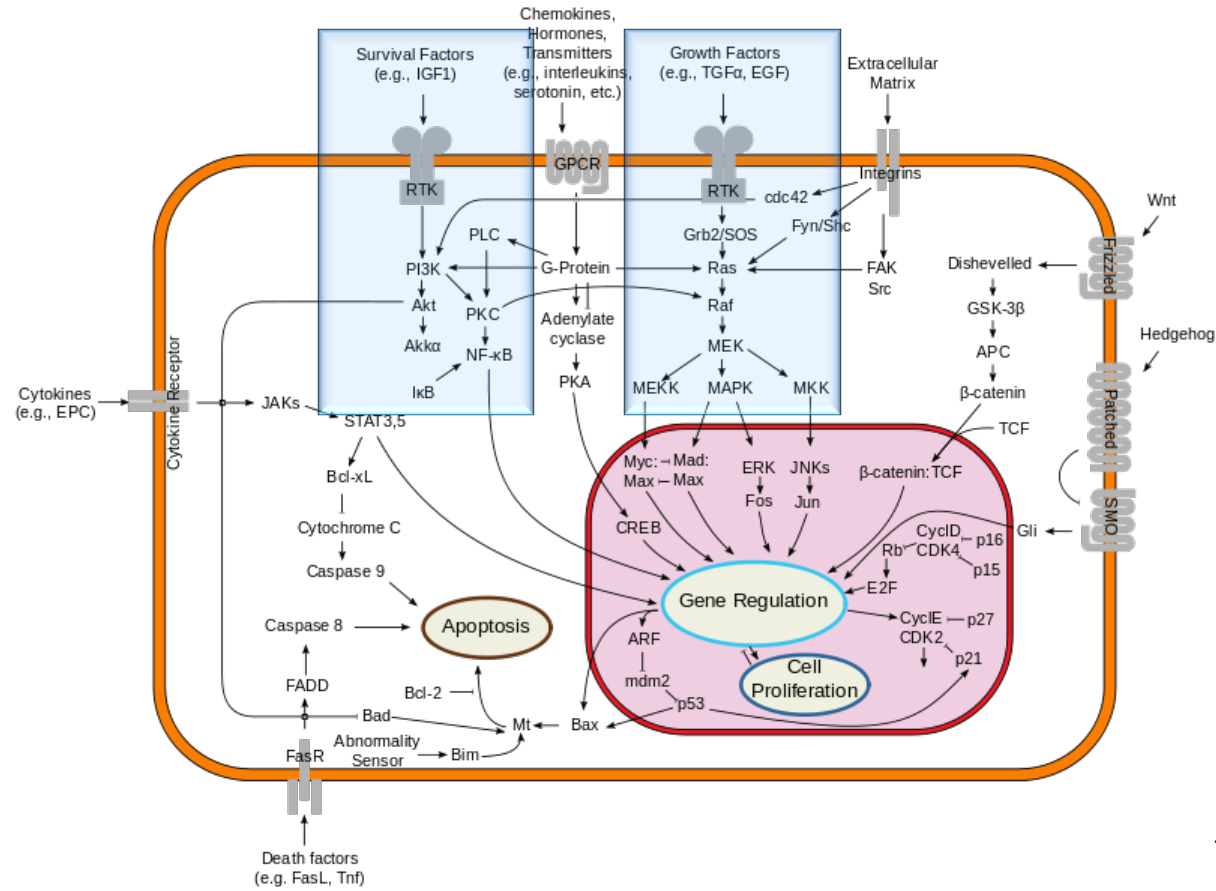 Chemokines,
Hormones,
Transmitters
(e.g., interleukins,
serotonin, etc.)
Survival Factors
(e.g., IGF1)
Growth Factors
(e.g., TGFα, EGF)
Extracellular
Matrix
GPCR
RTK
RTK
Integrins
cdc42
Fyn/Shc
Wnt
Frizzled
Dishevelled
PLC
Grb2/SOS
PI3K
G-Protein
Ras
FAK
Src
GSK-3β
Akt
PKC
Raf
Adenylate
cyclase
Hedgehog
Akkα
NF-κB
MEK
APC
IκB
PKA
MEKK
MAPK
MKK
β-catenin
Patched
Cytokines
(e.g., EPC)
Cytokine Receptor
JAKs
STAT3,5
TCF
Bcl-xL
Myc:
Mad:
Max
Max
ERK
JNKs
β-catenin:TCF
Fos
Jun
SMO
Cytochrome C
CREB
Gli
CyclD
p16
Rb
CDK4
p15
Caspase 9
E2F
Gene Regulation
Caspase 8
Apoptosis
ARF
CyclE
p27
CDK2
p21
Cell
Proliferation
FADD
Bcl-2
mdm2
p53
Bad
Mt
Bax
Abnormality
Sensor
Bim
FasR
Death factors
(e.g. FasL, Tnf)